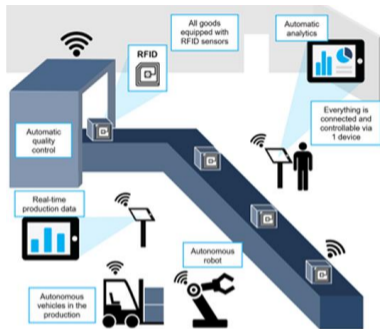 All goods
equipped with
RFID sensors
Automatic
analytics
RFID
Automatic
quality
control
Everything is
connected and
controllable via
1 device
Real-time
production data
Autonomous
robot
Autonomous
vehicles in the
production